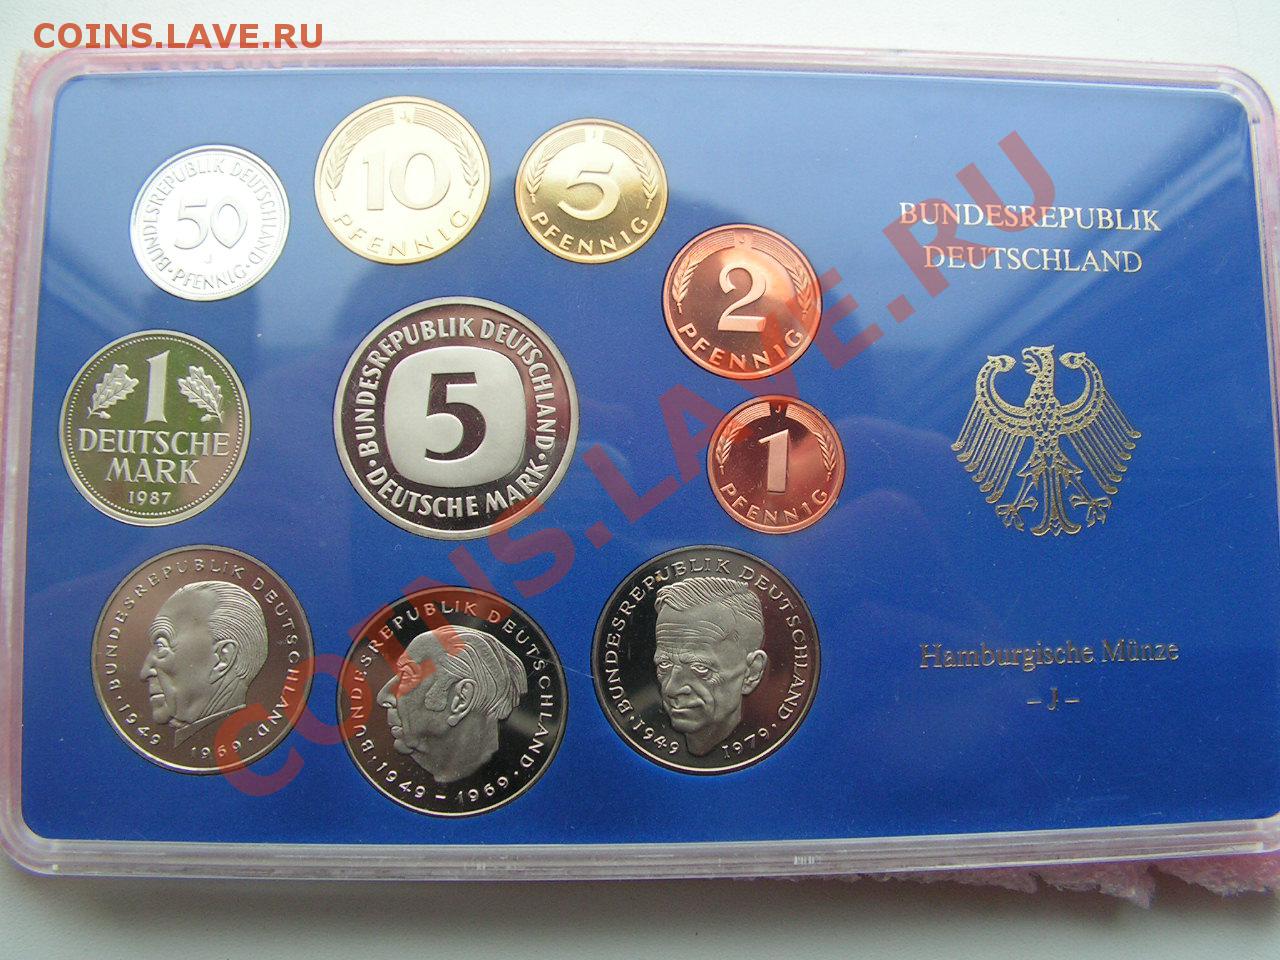 COINS.LAVE.RU
BUNDESREPUBLIK DEUTSCHLAND
50
J
· PFENNIG ·
J
10
PFENNIG
J
5
PFENNIG
BUNDESREPUBLIK
DEUTSCHLAND
J
2
PFENNIG
1
DEUTSCHE
MARK
1987
BUNDESREPUBLIK DEUTSCHLAND
5
· DEUTSCHE MARK ·
J
1
PFENNIG
· BUNDESREPUBLIK DEUTSCHLAND ·
1949 1969
· BUNDESREPUBLIK DEUTSCHLAND ·
1949 – 1969
· BUNDESREPUBLIK DEUTSCHLAND ·
1949 1979
Hamburgische Münze
– J –
COINS.LAVE.RU